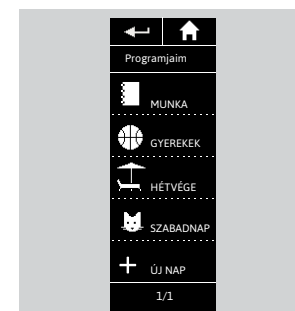 Programjaim
MUNKA
GYEREKEK
HÉTVÉGE
SZABADNAP
ÚJ NAP
1/1